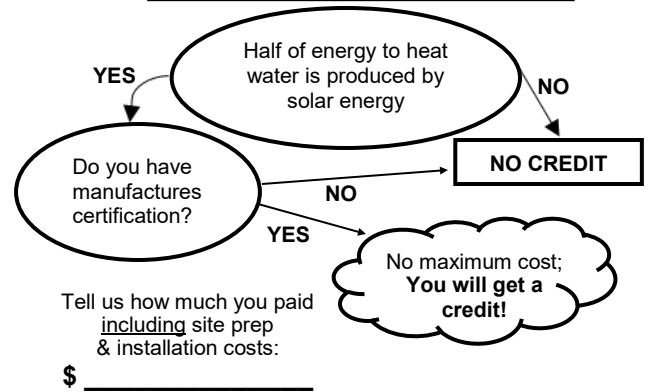 Half of energy to heat
water is produced by
solar energy
YES
NO
NO CREDIT
Do you have
manufactures
certification?
NO
YES
No maximum cost;
You will get a
credit!
Tell us how much you paid
including site prep
& installation costs:
$ ___________________